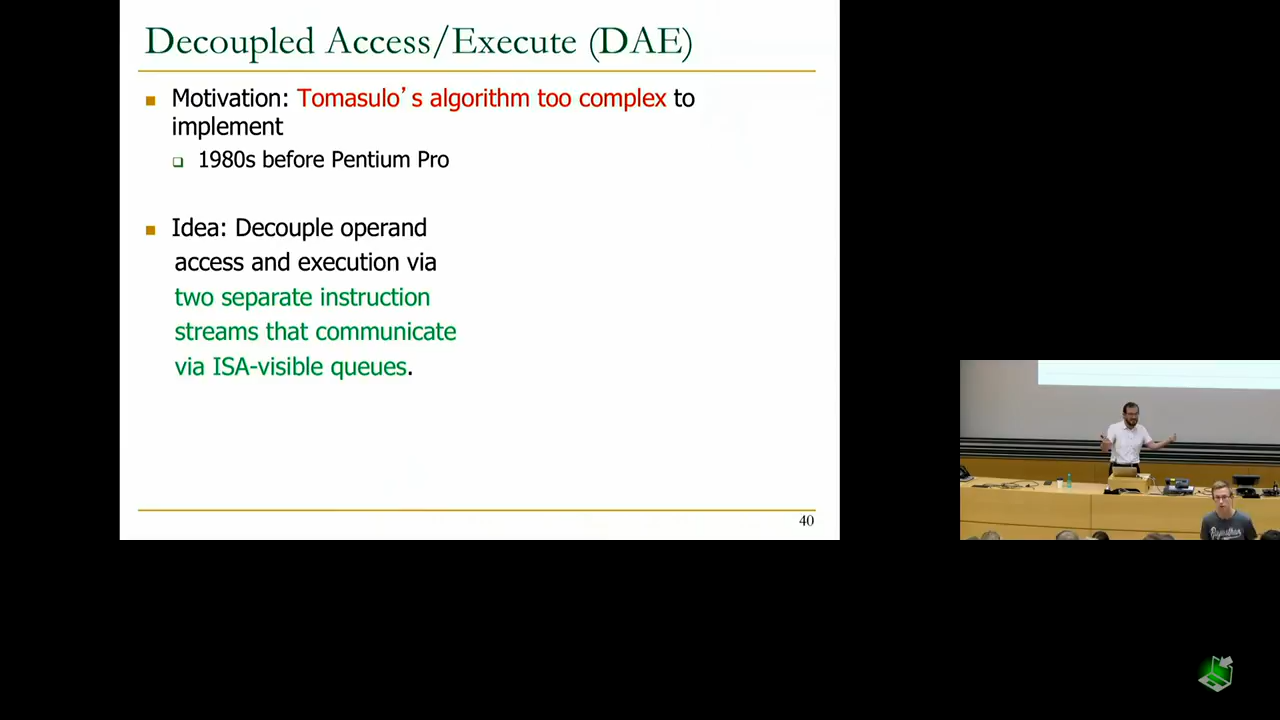 Decoupled Access/Execute (DAE)
Motivation: Tomasulo’s algorithm too complex to
implement
1980s before Pentium Pro
Idea: Decouple operand
access and execution via
two separate instruction
streams that communicate
via ISA-visible queues.
40